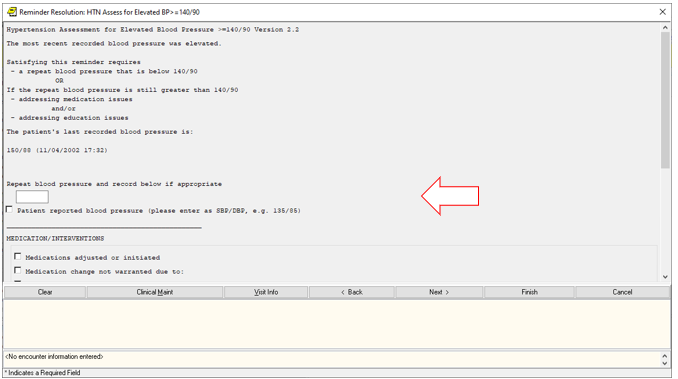 Reminder Resolution: HTN Assess for Elevated BP>=140/90
Hypertension Assessment for Elevated Blood Pressure >=140/90 Version 2.2
The most recent recorded blood pressure was elevated.
Satisfying this reminder requires
- a repeat blood pressure that is below 140/90
OR
If the repeat blood pressure is still greater than 140/90
- addressing medication issues
and/or
- addressing education issues
The patient's last recorded blood pressure is:
150/88 (11/04/2002 17:32)
Repeat blood pressure and record below if appropriate
Patient reported blood pressure (please enter as SBP/DBP, e.g. 135/85)
MEDICATION/INTERVENTIONS
Medications adjusted or initiated
Medication change not warranted due to:
Clear Clinical Maint Visit Info < Back Next > Finish Cancel
<No encounter information entered>
* Indicates a Required Field